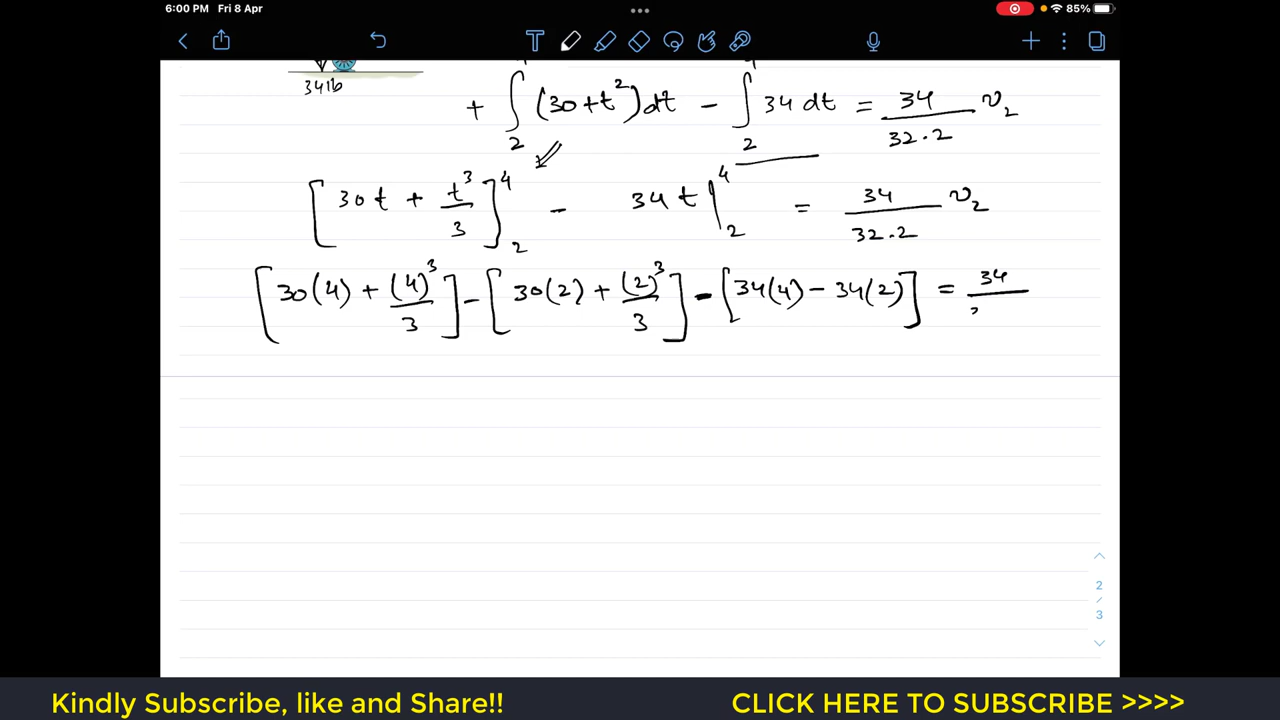 6:00 PM Fri 8 Apr
85%
34lb
+ ∫ 2 (30+t²)dt − ∫ 2 34 dt = 34/32.2 v₂
[30t + t³/3]₂⁴ − 34t|₂⁴ = 34/32.2 v₂
[30(4) + (4)³/3] − [30(2) + (2)³/3] - [34(4) − 34(2)] = 34
2
3
Kindly Subscribe, like and Share!!
CLICK HERE TO SUBSCRIBE >>>>